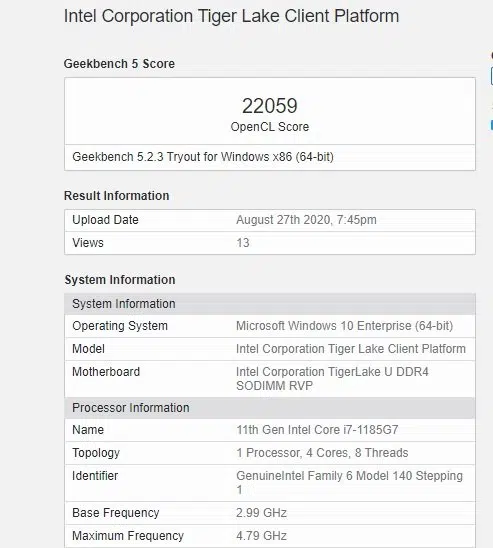 Intel Corporation Tiger Lake Client Platform
Geekbench 5 Score
22059
OpenCL Score
Geekbench 5.2.3 Tryout for Windows x86 (64-bit)
Result Information
Upload Date August 27th 2020, 7:45pm
Views 13
System Information
System Information
Operating System Microsoft Windows 10 Enterprise (64-bit)
Model Intel Corporation Tiger Lake Client Platform
Motherboard Intel Corporation TigerLake U DDR4
SODIMM RVP
Processor Information
Name 11th Gen Intel Core i7-1185G7
Topology 1 Processor, 4 Cores, 8 Threads
Identifier GenuineIntel Family 6 Model 140 Stepping
1
Base Frequency 2.99 GHz
Maximum Frequency 4.79 GHz